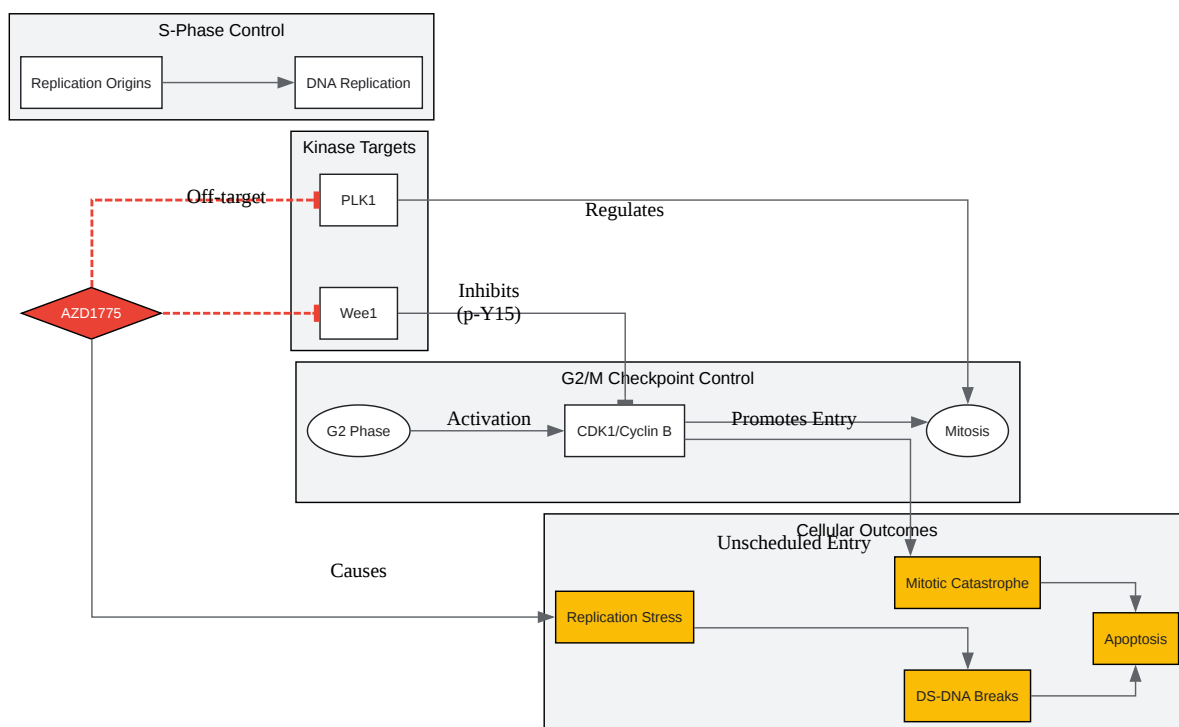 S-Phase Control
Replication Origins
DNA Replication
Kinase Targets
Off-target
PLK1
Regulates
AZD1775
Wee1
Inhibits
(p-Y15)
G2/M Checkpoint Control
G2 Phase
Activation
CDK1/Cyclin B
Promotes Entry
Mitosis
Cellular Outcomes
Unscheduled Entry
Causes
Mitotic Catastrophe
Replication Stress
Apoptosis
DS-DNA Breaks